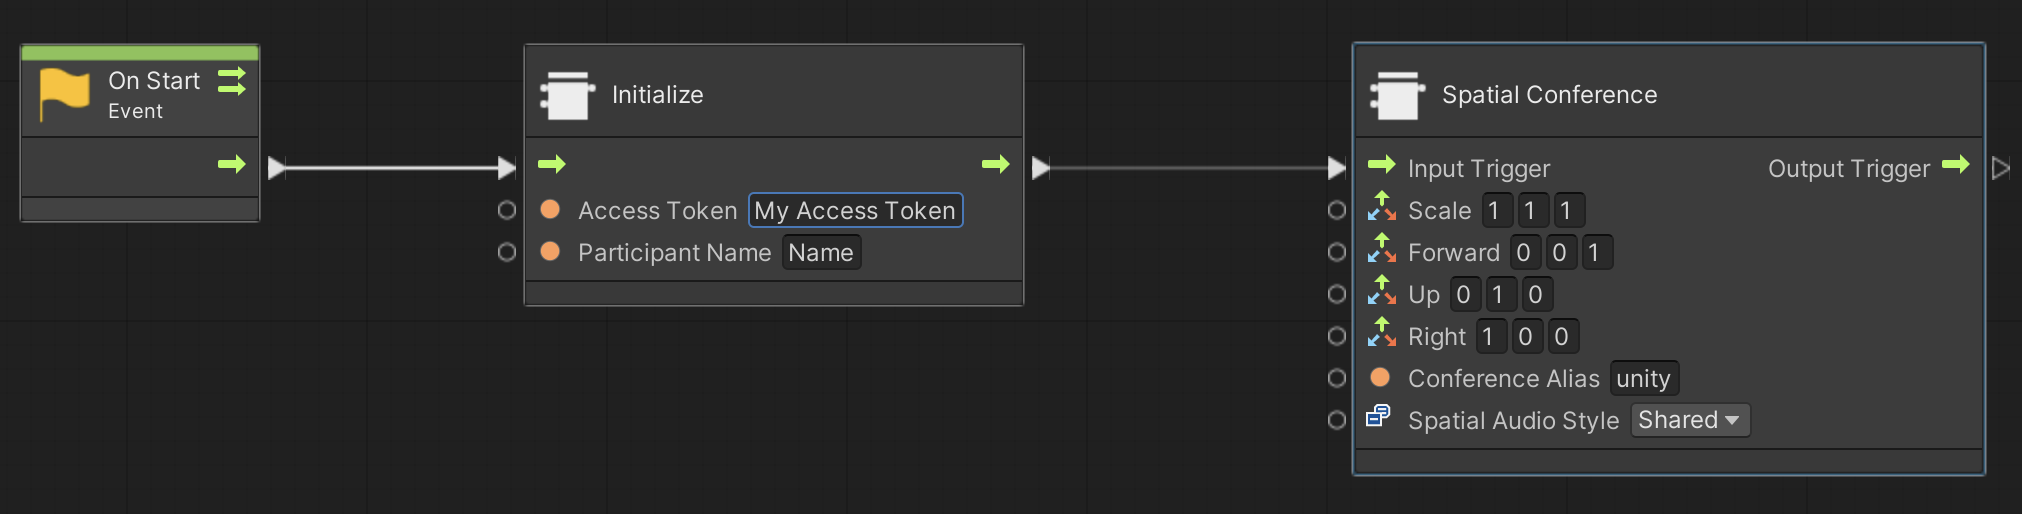 On Start
Event
Initialize
Access Token My Access Token
Participant Name Name
Spatial Conference
Input Trigger Output Trigger
Scale 1 1 1
Forward 0 0 1
Up 0 1 0
Right 1 0 0
Conference Alias unity
Spatial Audio Style Shared